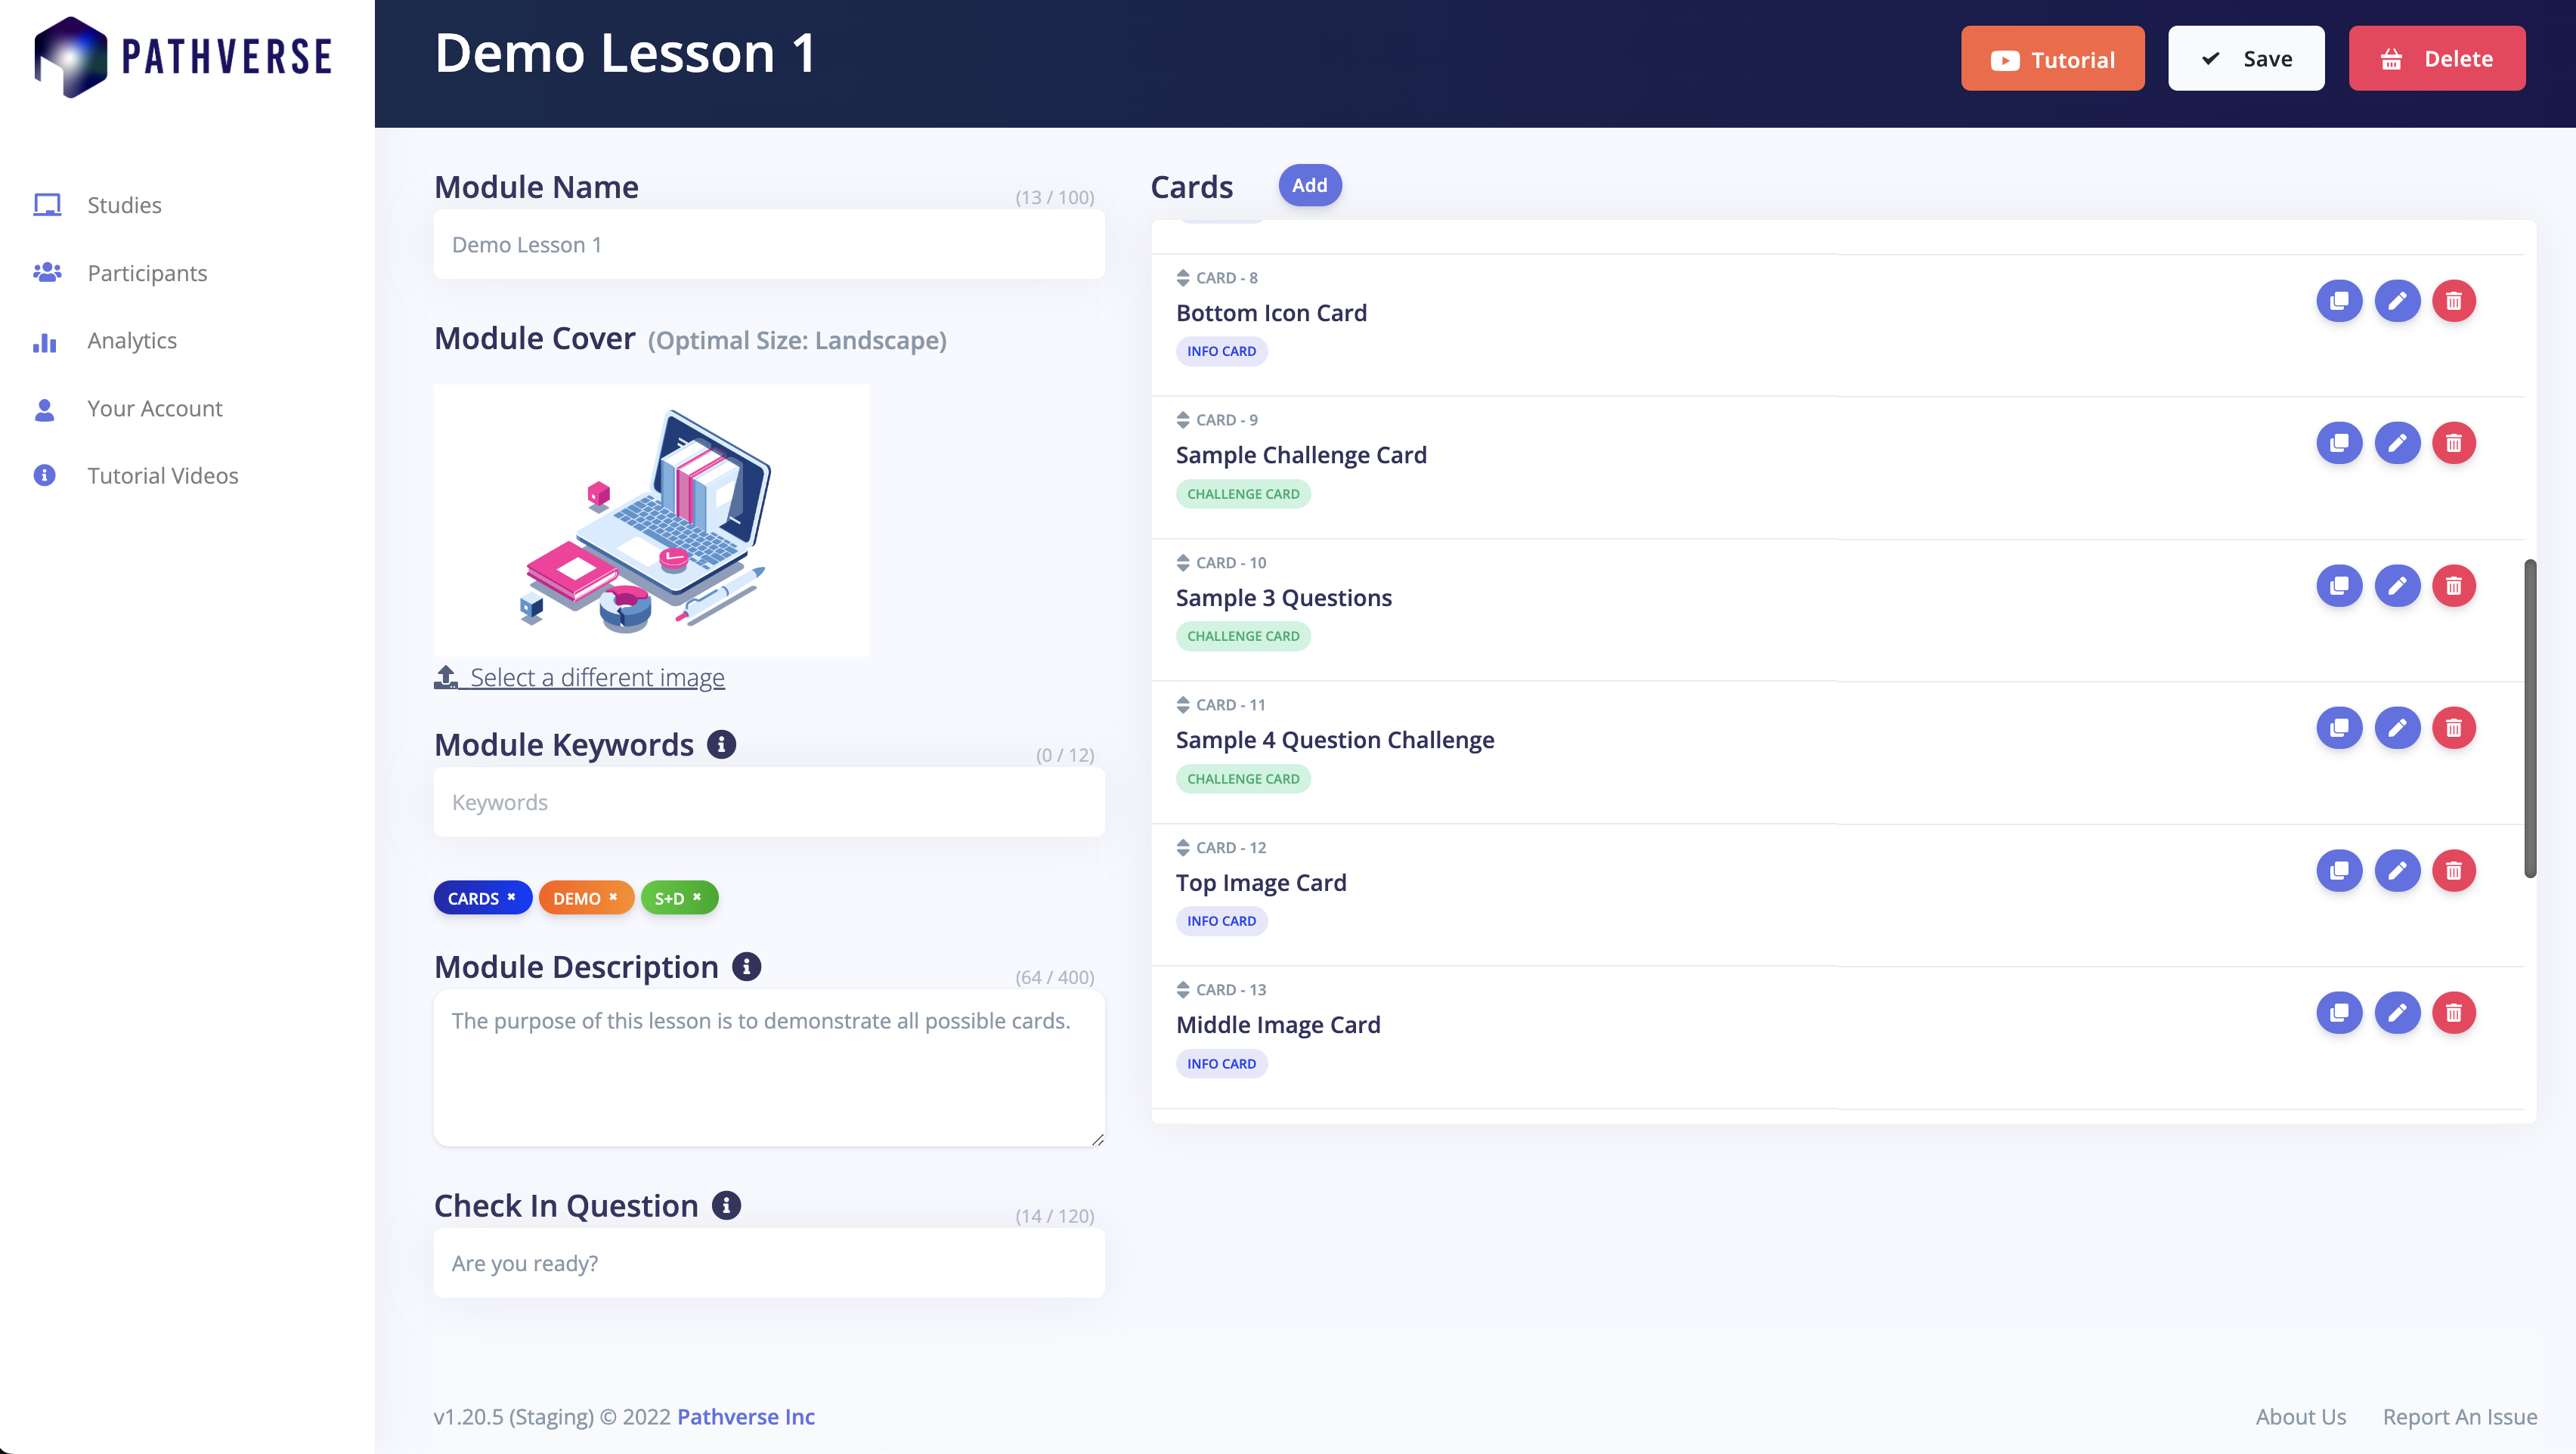 PATHVERSE
Studies
Participants
Analytics
Your Account
Tutorial Videos
Demo Lesson 1
Tutorial
Save
Delete
Module Name
(13 / 100)
Demo Lesson 1
Module Cover (Optimal Size: Landscape)
Select a different image
Module Keywords
(0 / 12)
Keywords
CARDS × DEMO × S+D ×
Module Description
(64 / 400)
The purpose of this lesson is to demonstrate all possible cards.
Check In Question
(14 / 120)
Are you ready?
Cards
Add
CARD - 8
Bottom Icon Card
INFO CARD
CARD - 9
Sample Challenge Card
CHALLENGE CARD
CARD - 10
Sample 3 Questions
CHALLENGE CARD
CARD - 11
Sample 4 Question Challenge
CHALLENGE CARD
CARD - 12
Top Image Card
INFO CARD
CARD - 13
Middle Image Card
INFO CARD
v1.20.5 (Staging) © 2022 Pathverse Inc
About Us
Report An Issue